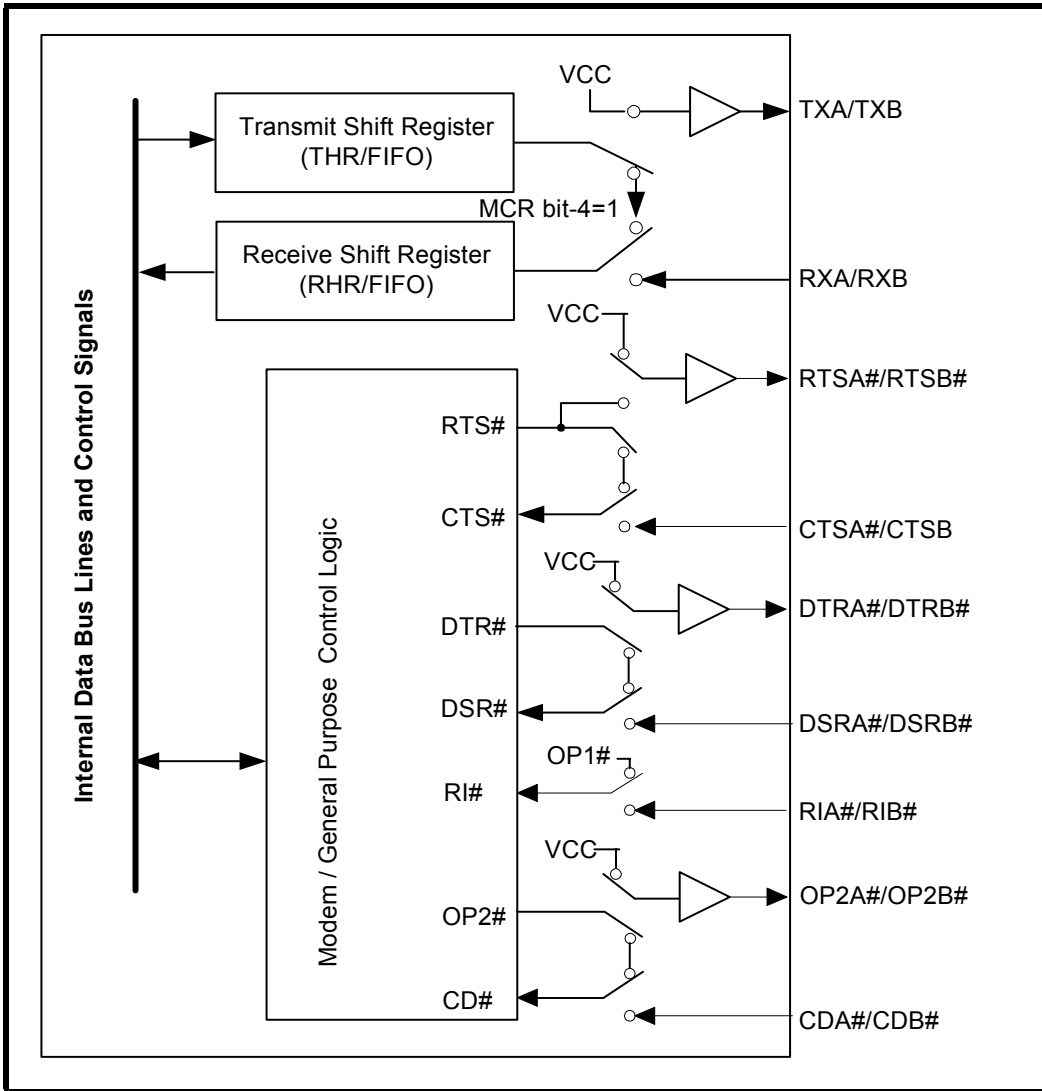 VCC
TXA/TXB
Transmit Shift Register
(THR/FIFO)
MCR bit-4=1
Receive Shift Register
(RHR/FIFO)
RXA/RXB
Internal Data Bus Lines and Control Signals
VCC
RTSA#/RTSB#
Modem / General Purpose Control Logic
RTS#
CTS#
CTSA#/CTSB
VCC
DTRA#/DTRB#
DTR#
DSR#
DSRA#/DSRB#
OP1#
RI#
RIA#/RIB#
VCC
OP2A#/OP2B#
OP2#
CD#
CDA#/CDB#